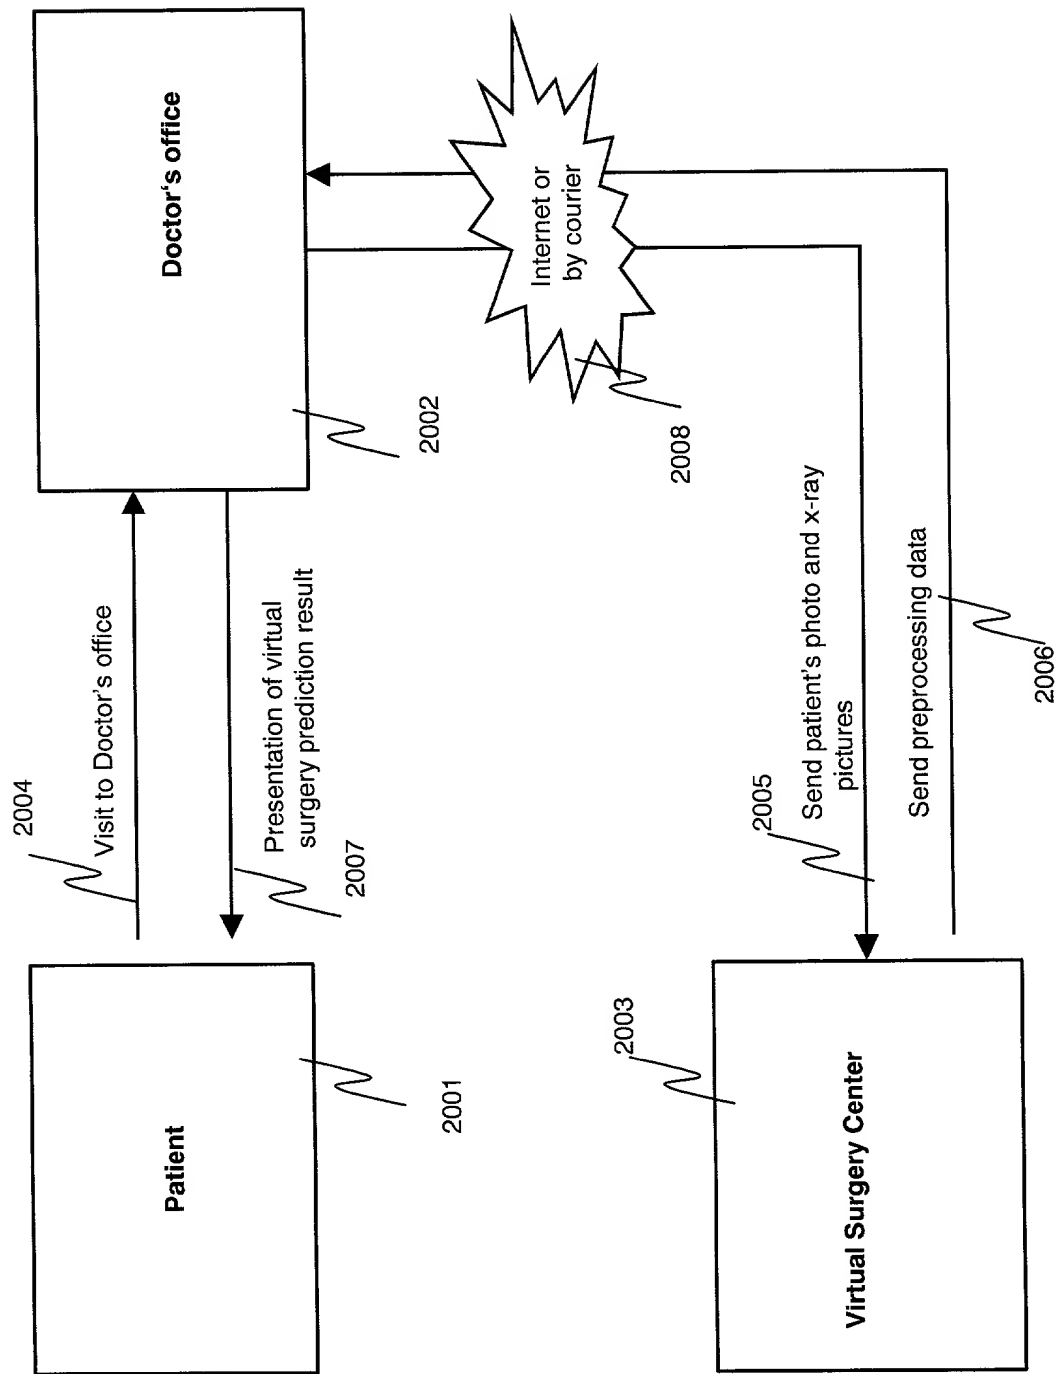 Patient
2001
2004
Visit to Doctor's office
Presentation of virtual
surgery prediction result
2007
Doctor's office
2002
Internet or
by courier
2008
Virtual Surgery Center
2003
2005
Send patient's photo and x-ray
pictures
Send preprocessing data
2006